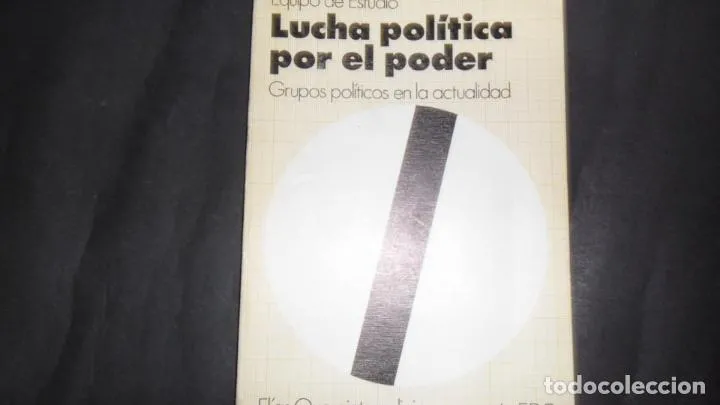 Equipo de Estudio
Lucha política
por el poder
Grupos políticos en la actualidad
todocoleccion